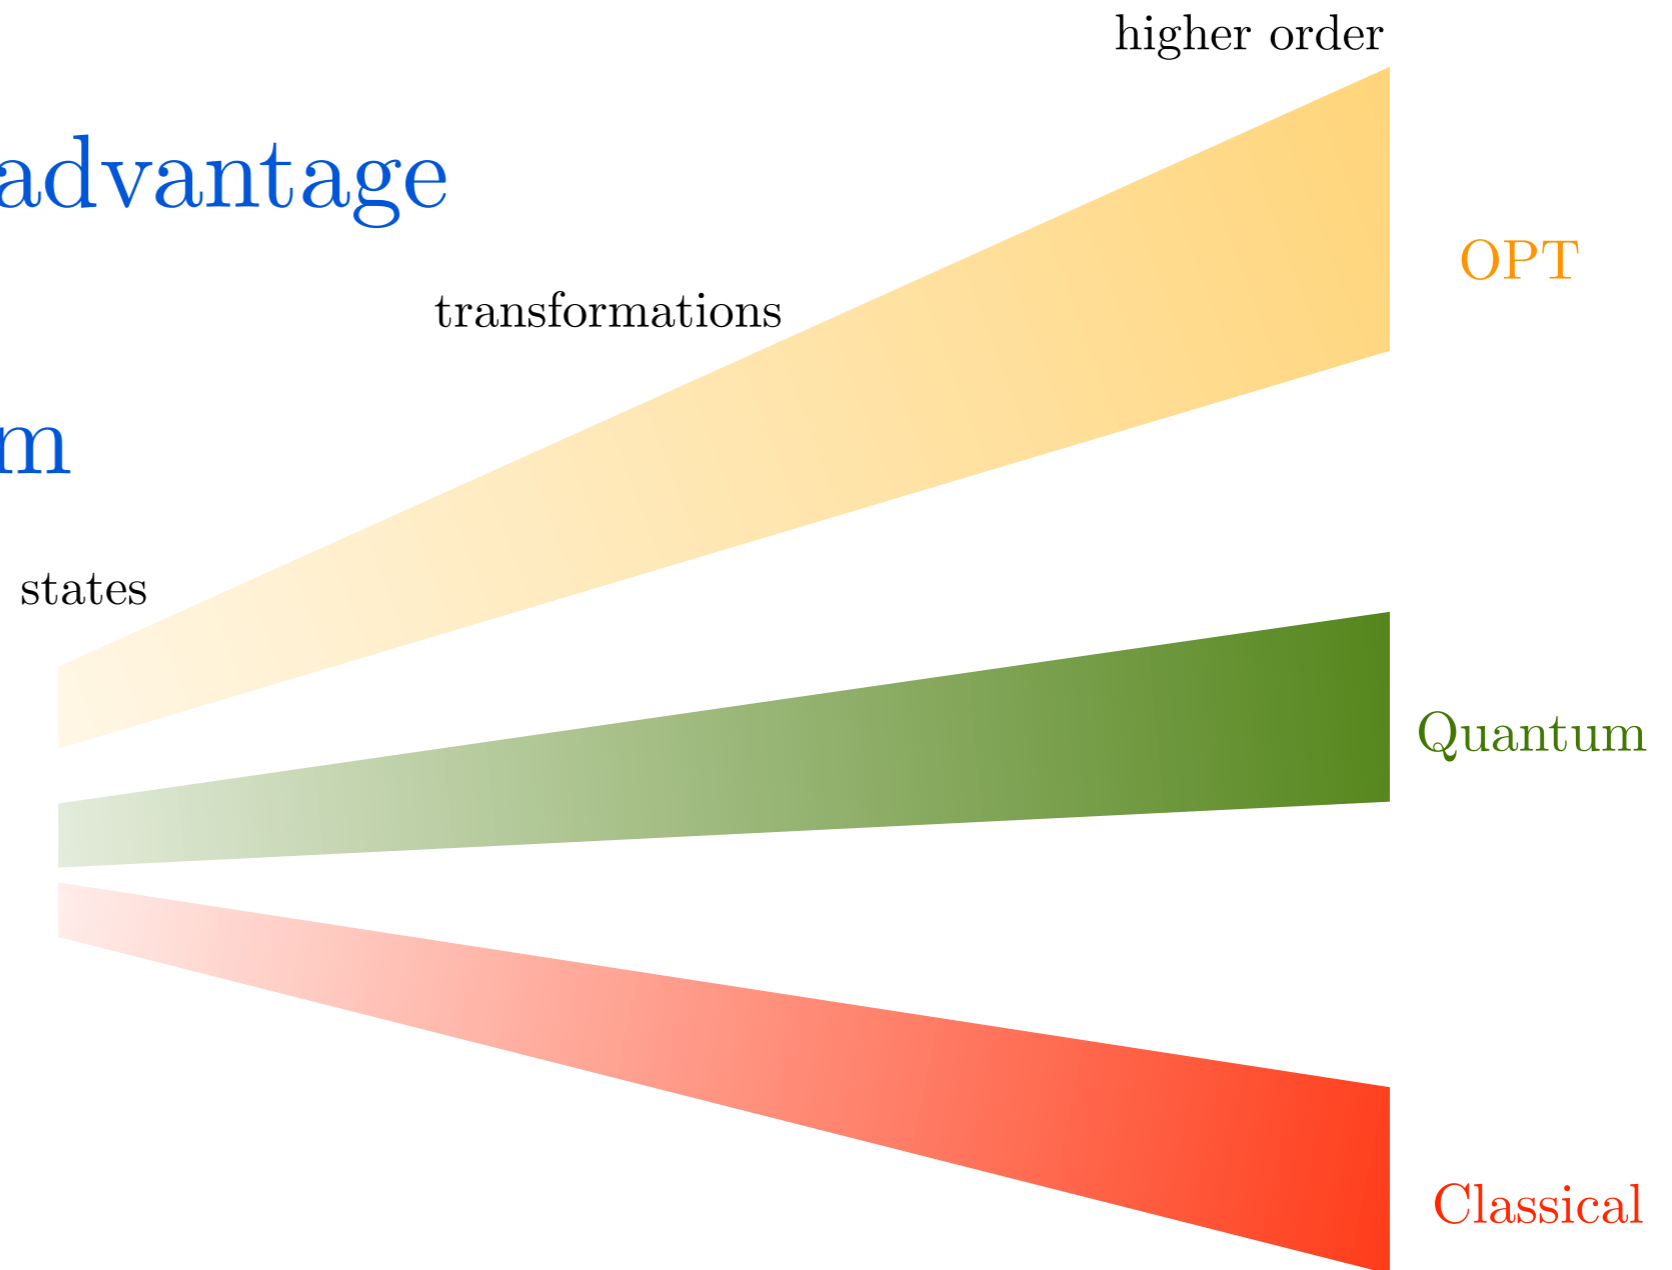 higher order
advantage
OPT
transformations
m
states
Quantum
Classical